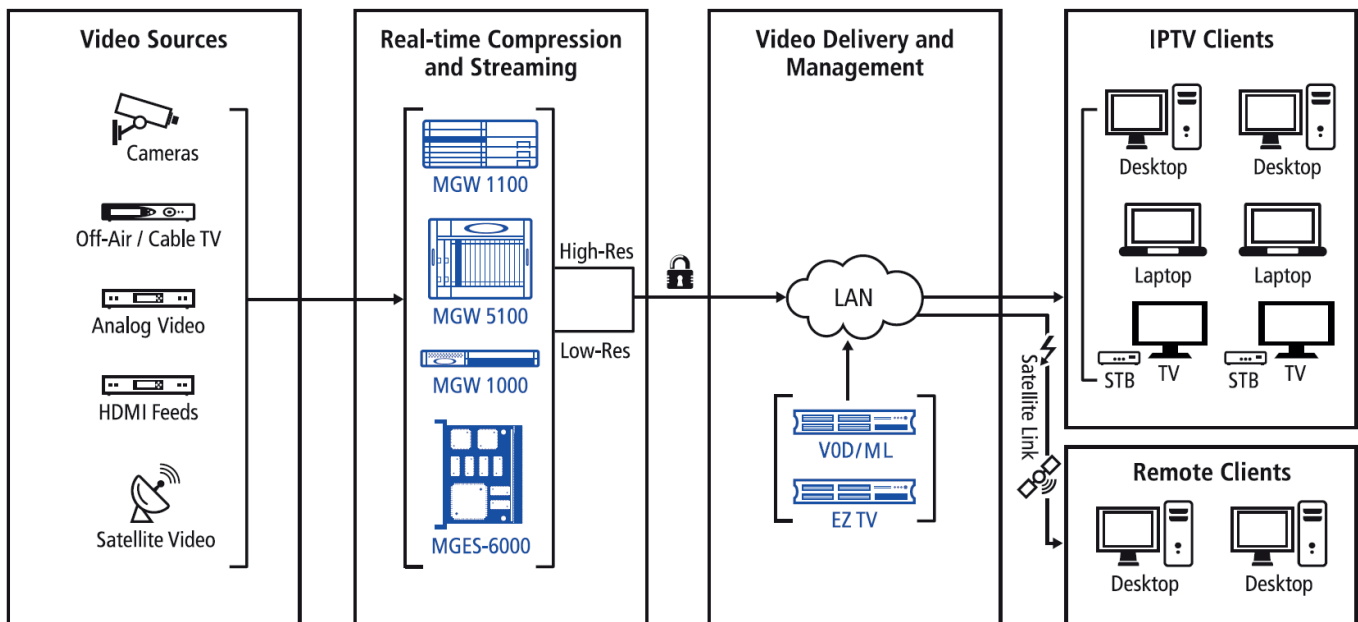 Video Sources
Cameras
Off-Air / Cable TV
Analog Video
HDMI Feeds
Satellite Video
Real-time Compression
and Streaming
MGW 1100
MGW 5100
MGW 1000
MGES-6000
High-Res
Low-Res
Video Delivery and
Management
LAN
V0D/ML
EZ TV
Satellite Link
IPTV Clients
Desktop
Desktop
Laptop
Laptop
STB
TV
STB
TV
Remote Clients
Desktop
Desktop